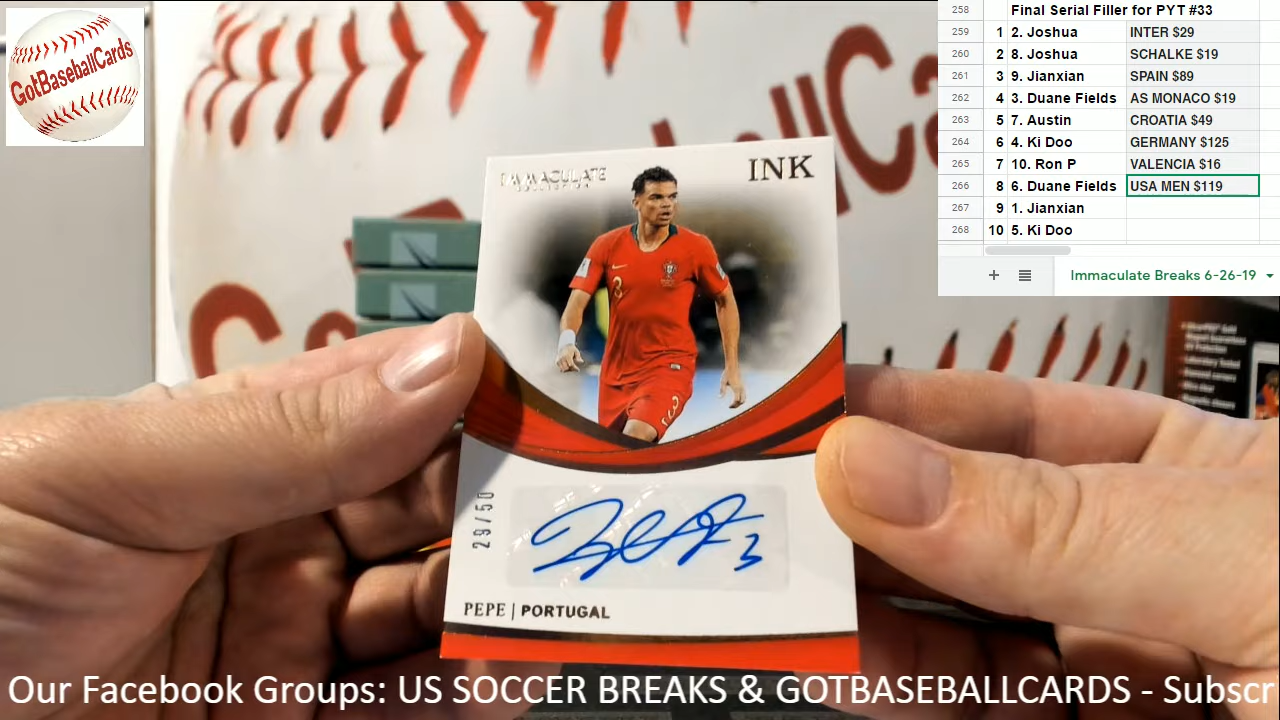 GotBaseballCards
258 Final Serial Filler for PYT #33
259 1 2. Joshua INTER $29
260 2 8. Joshua SCHALKE $19
261 3 9. Jianxian SPAIN $89
262 4 3. Duane Fields AS MONACO $19
263 5 7. Austin CROATIA $49
264 6 4. Ki Doo GERMANY $125
265 7 10. Ron P VALENCIA $16
266 8 6. Duane Fields USA MEN $119
267 9 1. Jianxian
268 10 5. Ki Doo
+ Immaculate Breaks 6-26-19
IMMACULATE
COLLECTION
INK
3
3
29/50
3
PEPE | PORTUGAL
Our Facebook Groups: US SOCCER BREAKS & GOTBASEBALLCARDS - Subscr